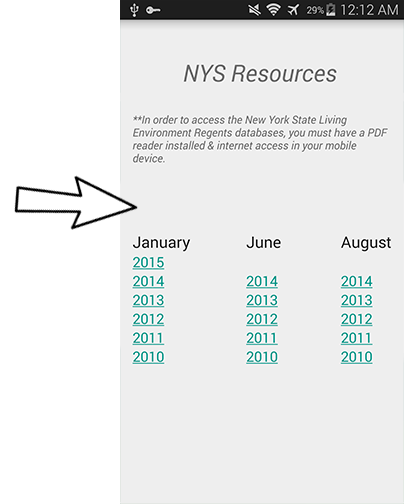 29% 12:12 AM
NYS Resources
**In order to access the New York State Living
Environment Regents databases, you must have a PDF
reader installed & internet access in your mobile
device.
January June August
2015
2014 2014 2014
2013 2013 2013
2012 2012 2012
2011 2011 2011
2010 2010 2010